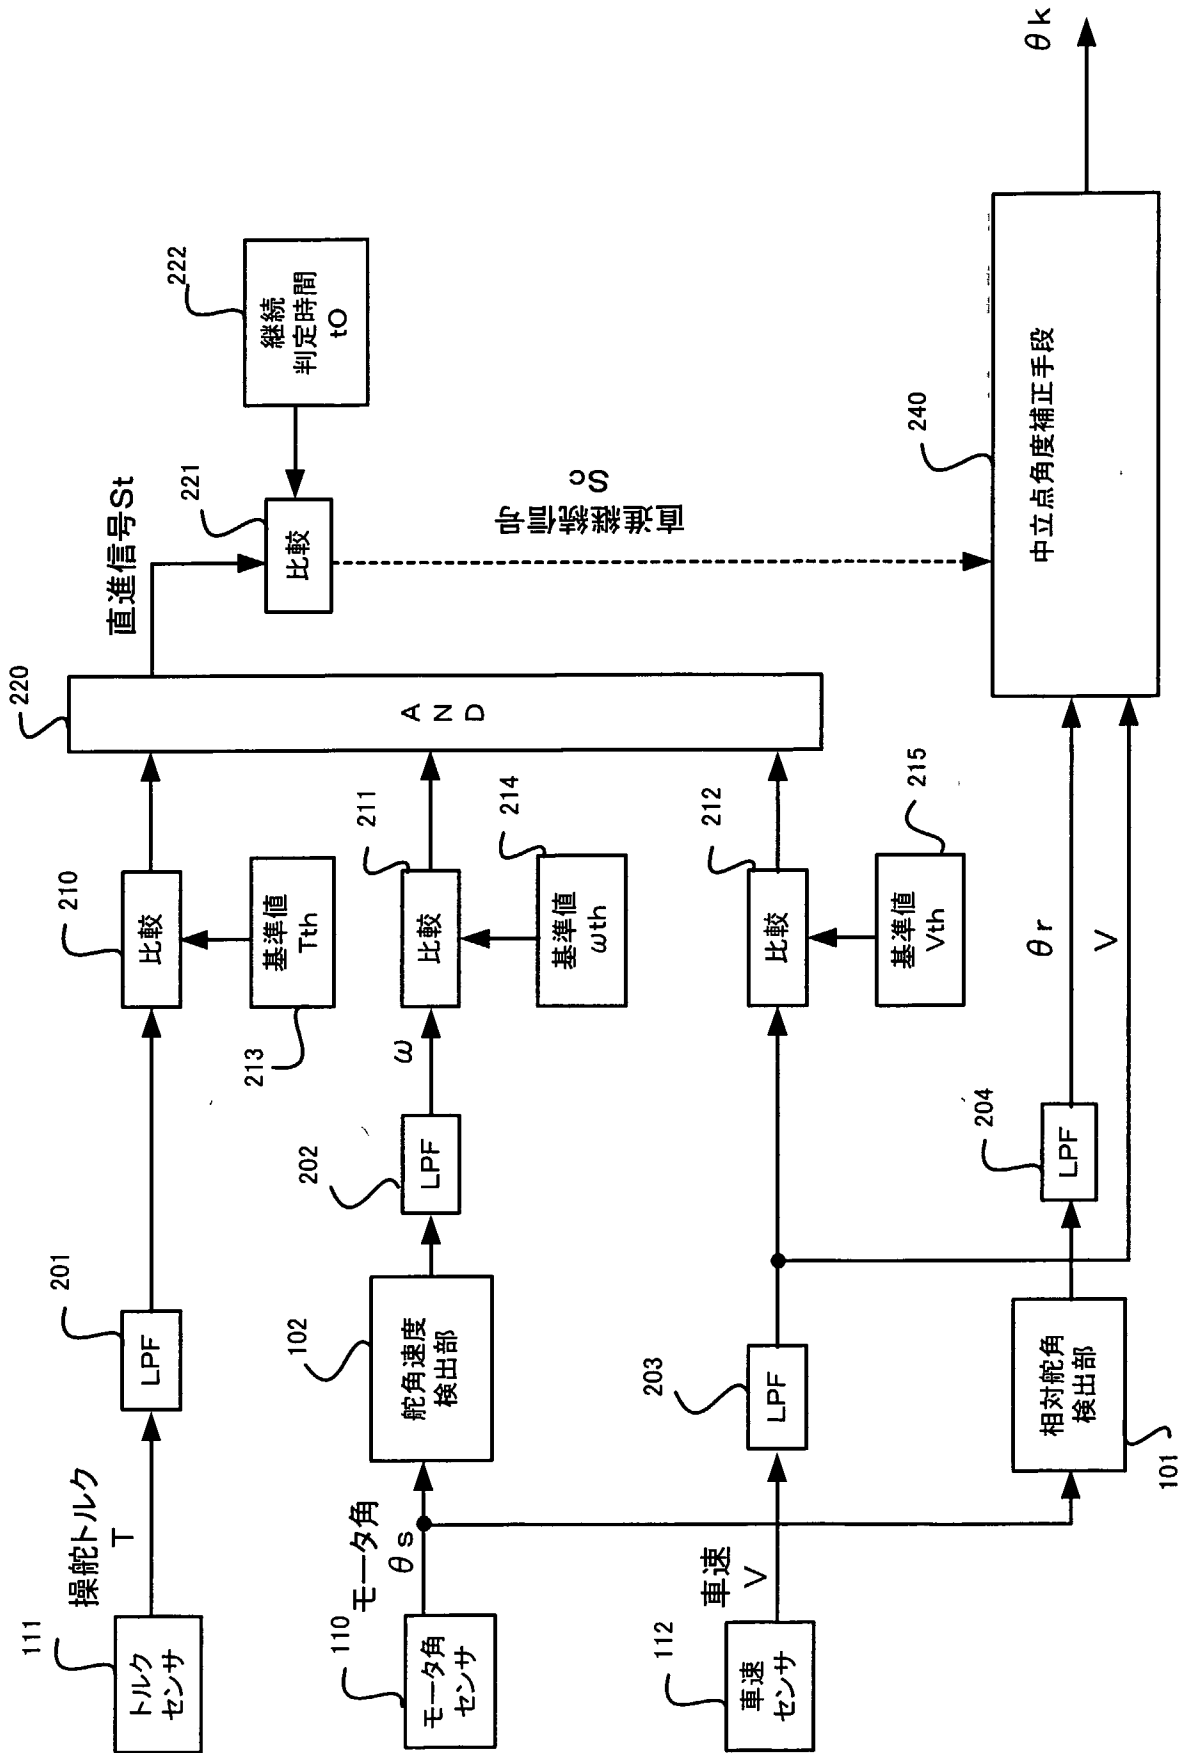 111
トルク
センサ
操舵トルク
T
201
LPF
210
比較
213
基準値
Tth
220
AND
直進信号St
221
比較
222
継続
判定時間
t0
直進継続信号
Sc
110
モータ角
センサ
モータ角
θs
102
舵角速度
検出部
202
LPF
ω
211
比較
214
基準値
ωth
112
車速
センサ
車速
V
203
LPF
212
比較
215
基準値
Vth
101
相対舵角
検出部
204
LPF
θr
V
240
中立点角度補正手段
θk